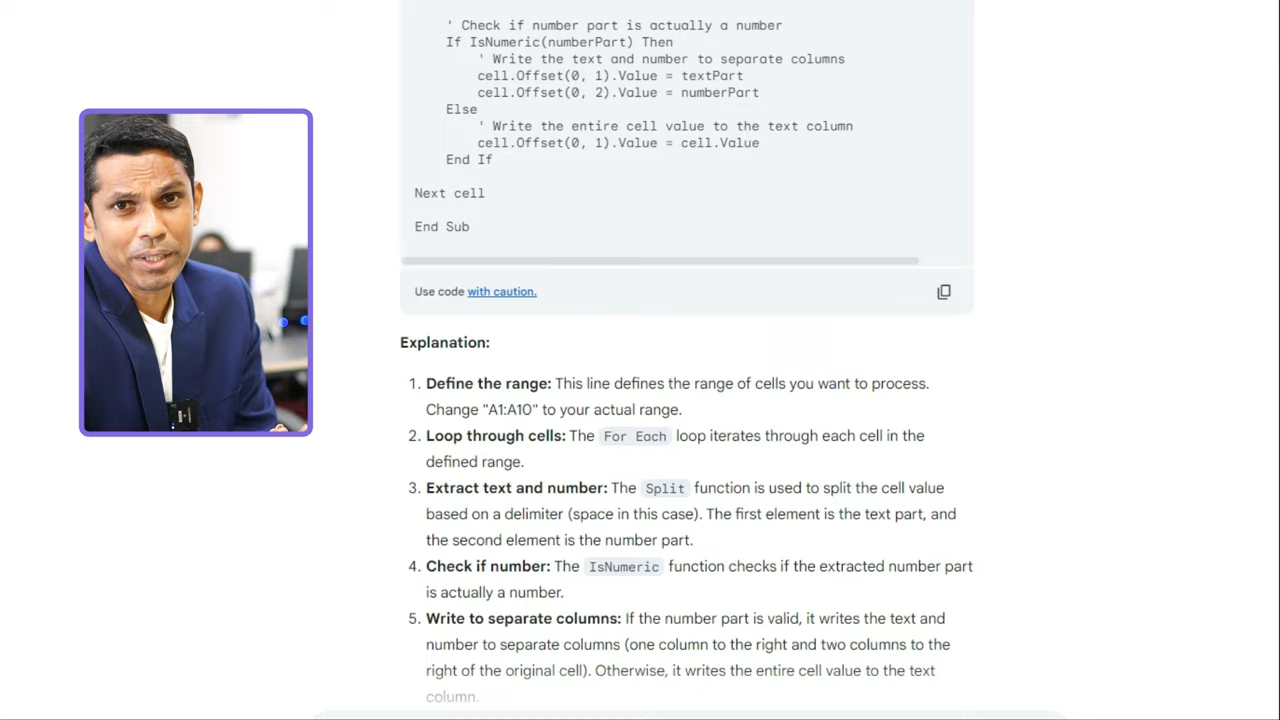 ' Check if number part is actually a number
If IsNumeric(numberPart) Then
' Write the text and number to separate columns
cell.Offset(0, 1).Value = textPart
cell.Offset(0, 2).Value = numberPart
Else
' Write the entire cell value to the text column
cell.Offset(0, 1).Value = cell.Value
End If
Next cell
End Sub
Use code with caution.
Explanation:
1. Define the range: This line defines the range of cells you want to process.
Change "A1:A10" to your actual range.
2. Loop through cells: The For Each loop iterates through each cell in the
defined range.
3. Extract text and number: The Split function is used to split the cell value
based on a delimiter (space in this case). The first element is the text part, and
the second element is the number part.
4. Check if number: The IsNumeric function checks if the extracted number part
is actually a number.
5. Write to separate columns: If the number part is valid, it writes the text and
number to separate columns (one column to the right and two columns to the
right of the original cell). Otherwise, it writes the entire cell value to the text
column.